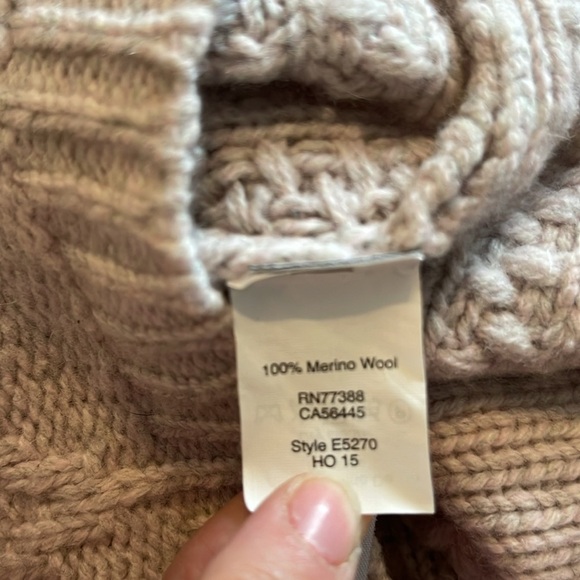 100% Merino Wool
RN77388
CA56445
Style E5270
HO 15